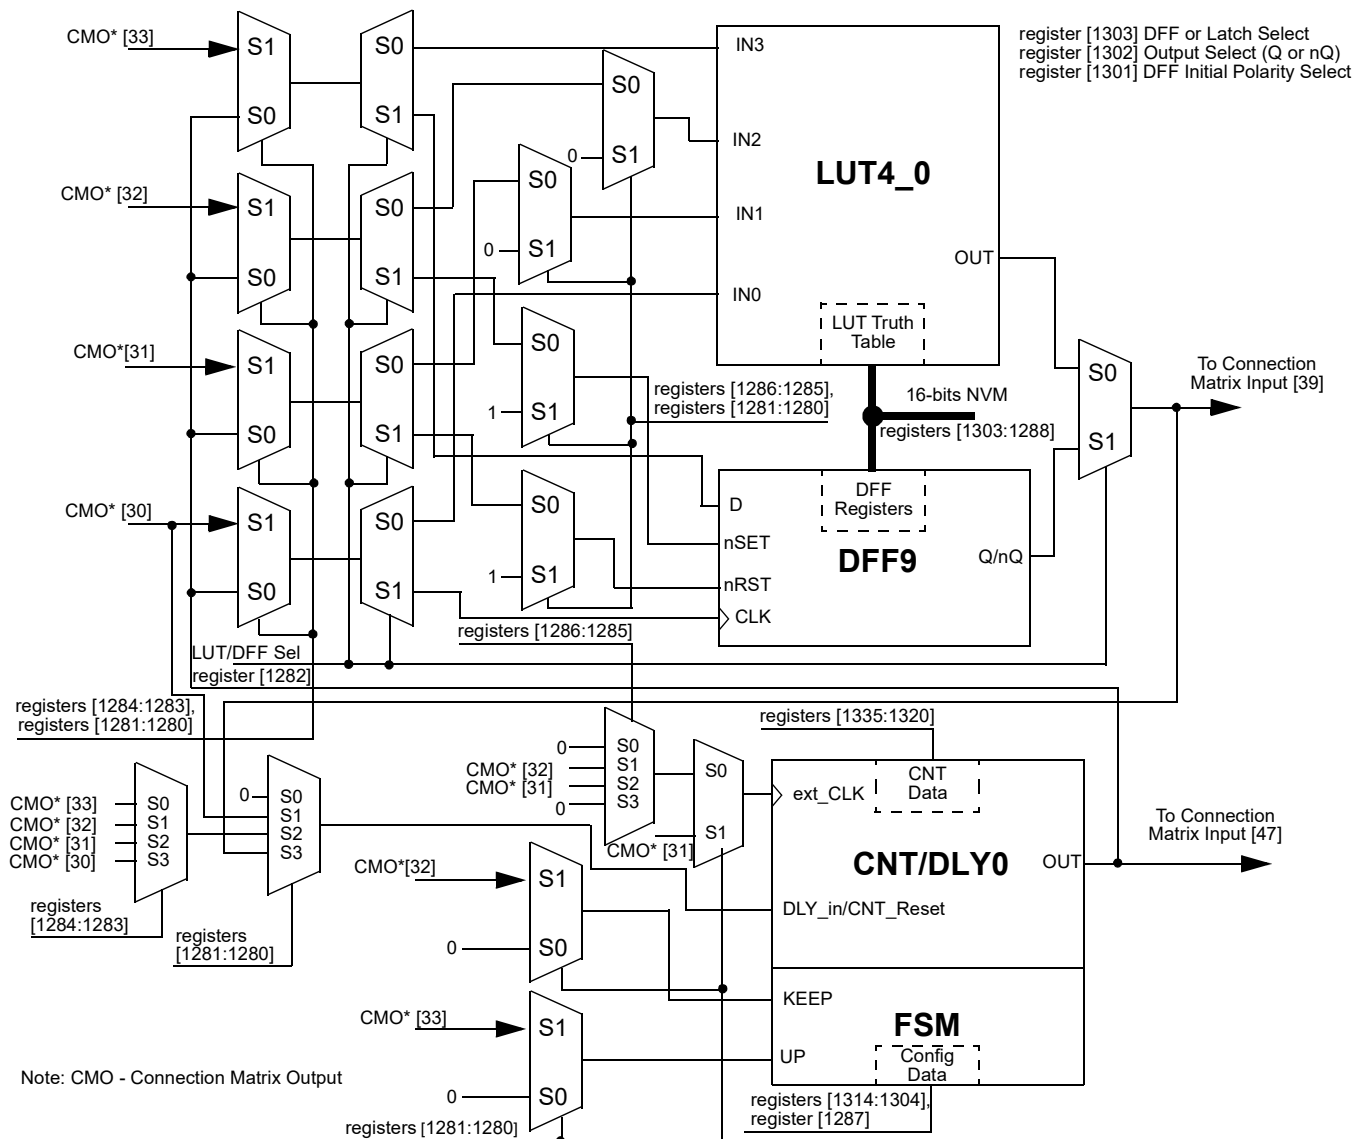 CMO* [33]
S1
S0
S0
S1
S0
S1
0
IN3
IN2
IN1
IN0
LUT4_0
OUT
LUT Truth
Table
register [1303] DFF or Latch Select
register [1302] Output Select (Q or nQ)
register [1301] DFF Initial Polarity Select
CMO* [32]
S1
S0
S0
S1
S0
S1
0
CMO*[31]
S1
S0
S0
S1
S0
S1
1
registers [1286:1285],
registers [1281:1280]
16-bits NVM
registers [1303:1288]
S0
S1
To Connection
Matrix Input [39]
CMO* [30]
S1
S0
S0
S1
S0
S1
1
D
nSET
nRST
CLK
DFF
Registers
DFF9
Q/nQ
LUT/DFF Sel
register [1282]
registers [1286:1285]
registers [1284:1283],
registers [1281:1280]
registers [1335:1320]
CMO* [33]
CMO* [32]
CMO* [31]
CMO* [30]
S0
S1
S2
S3
0
S0
S1
S2
S3
0
CMO* [32]
CMO* [31]
0
S0
S1
S2
S3
S0
S1
CMO* [31]
ext_CLK
CNT
Data
CNT/DLY0
OUT
DLY_in/CNT_Reset
To Connection
Matrix Input [47]
registers
[1284:1283]
registers
[1281:1280]
CMO*[32]
S1
0
S0
KEEP
FSM
UP
Config
Data
CMO* [33]
S1
0
S0
Note: CMO - Connection Matrix Output
registers [1281:1280]
registers [1314:1304],
register [1287]